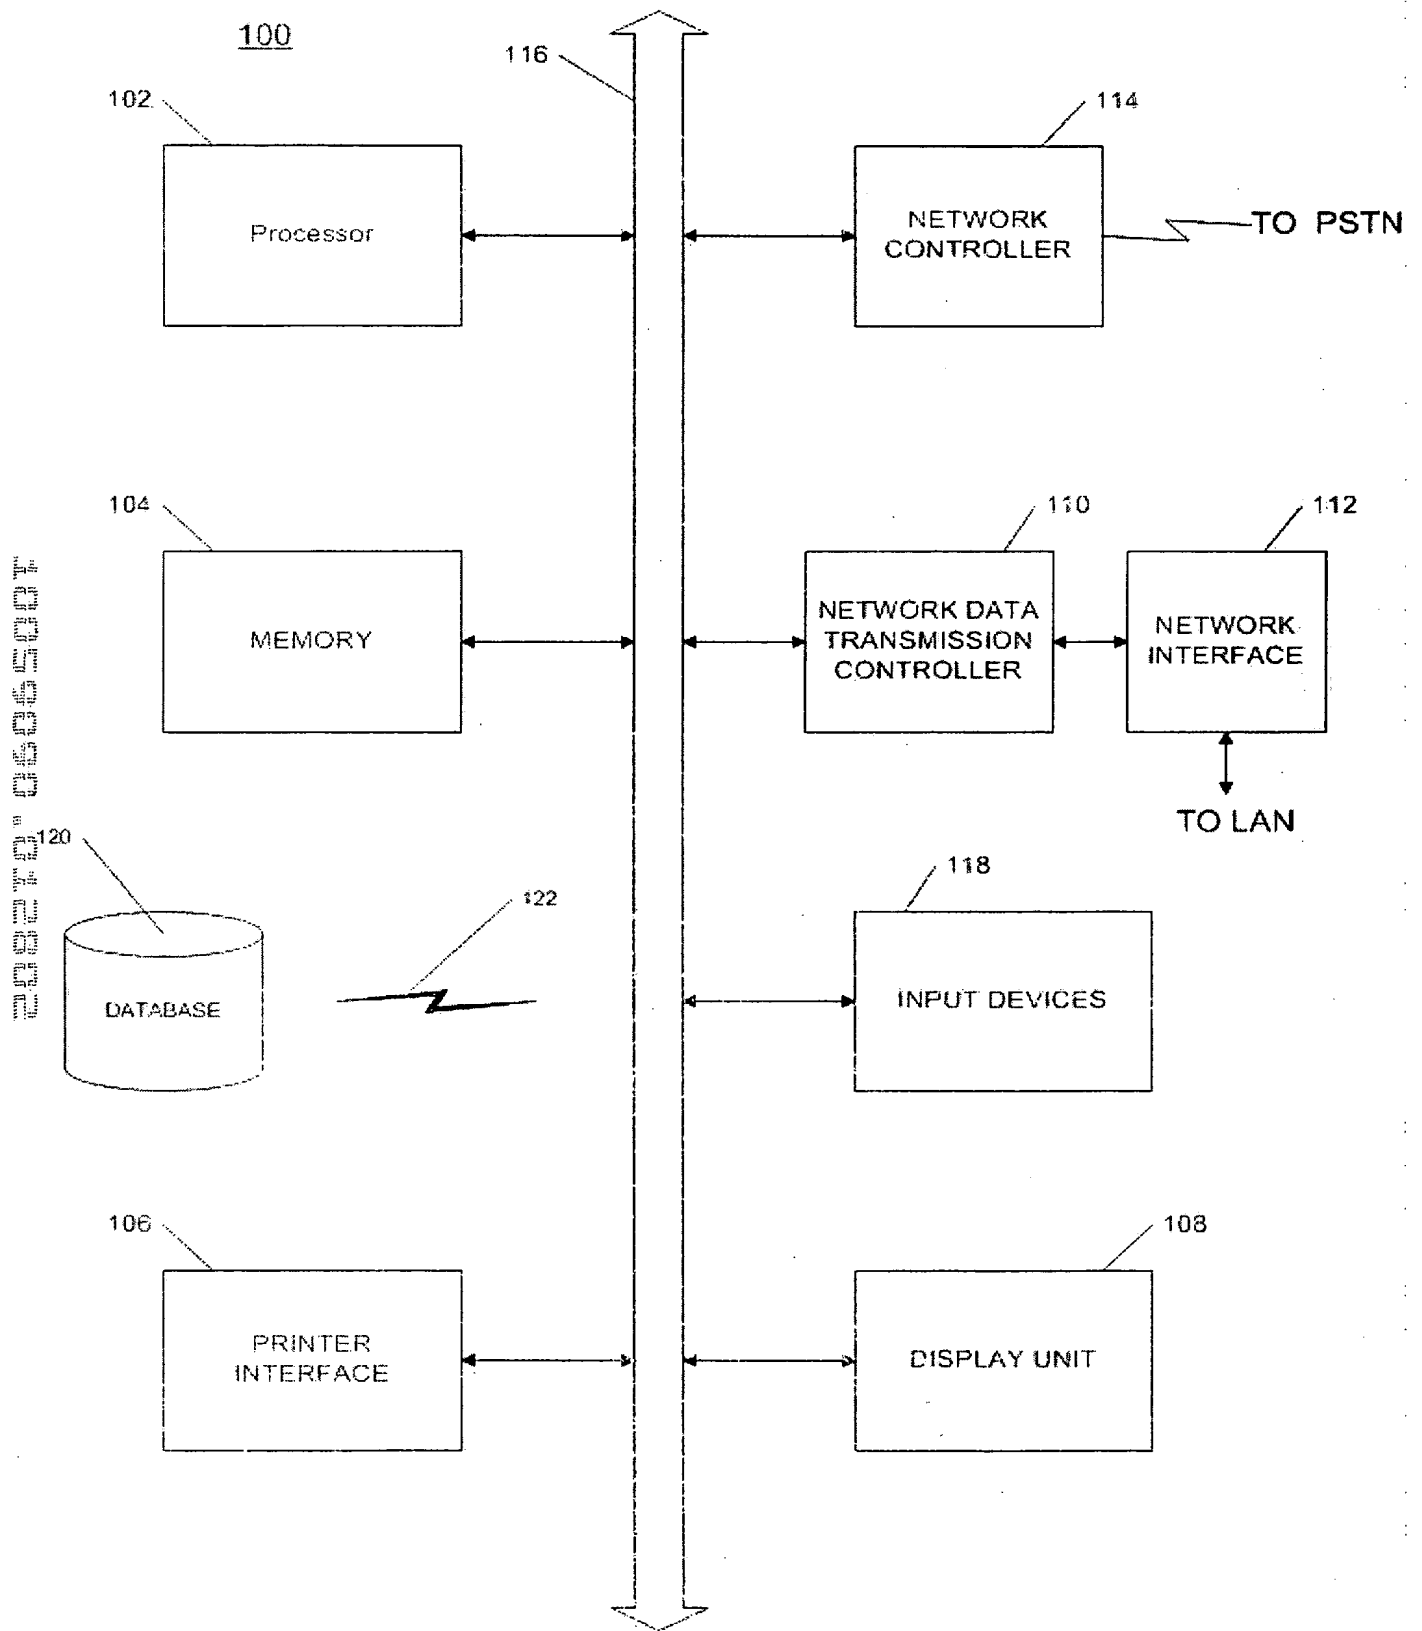 100
116
102
114
Processor
NETWORK
CONTROLLER
TO PSTN
104
110
112
MEMORY
NETWORK DATA
TRANSMISSION
CONTROLLER
NETWORK
INTERFACE
TO LAN
120
122
118
DATABASE
INPUT DEVICES
106
108
PRINTER
INTERFACE
DISPLAY UNIT